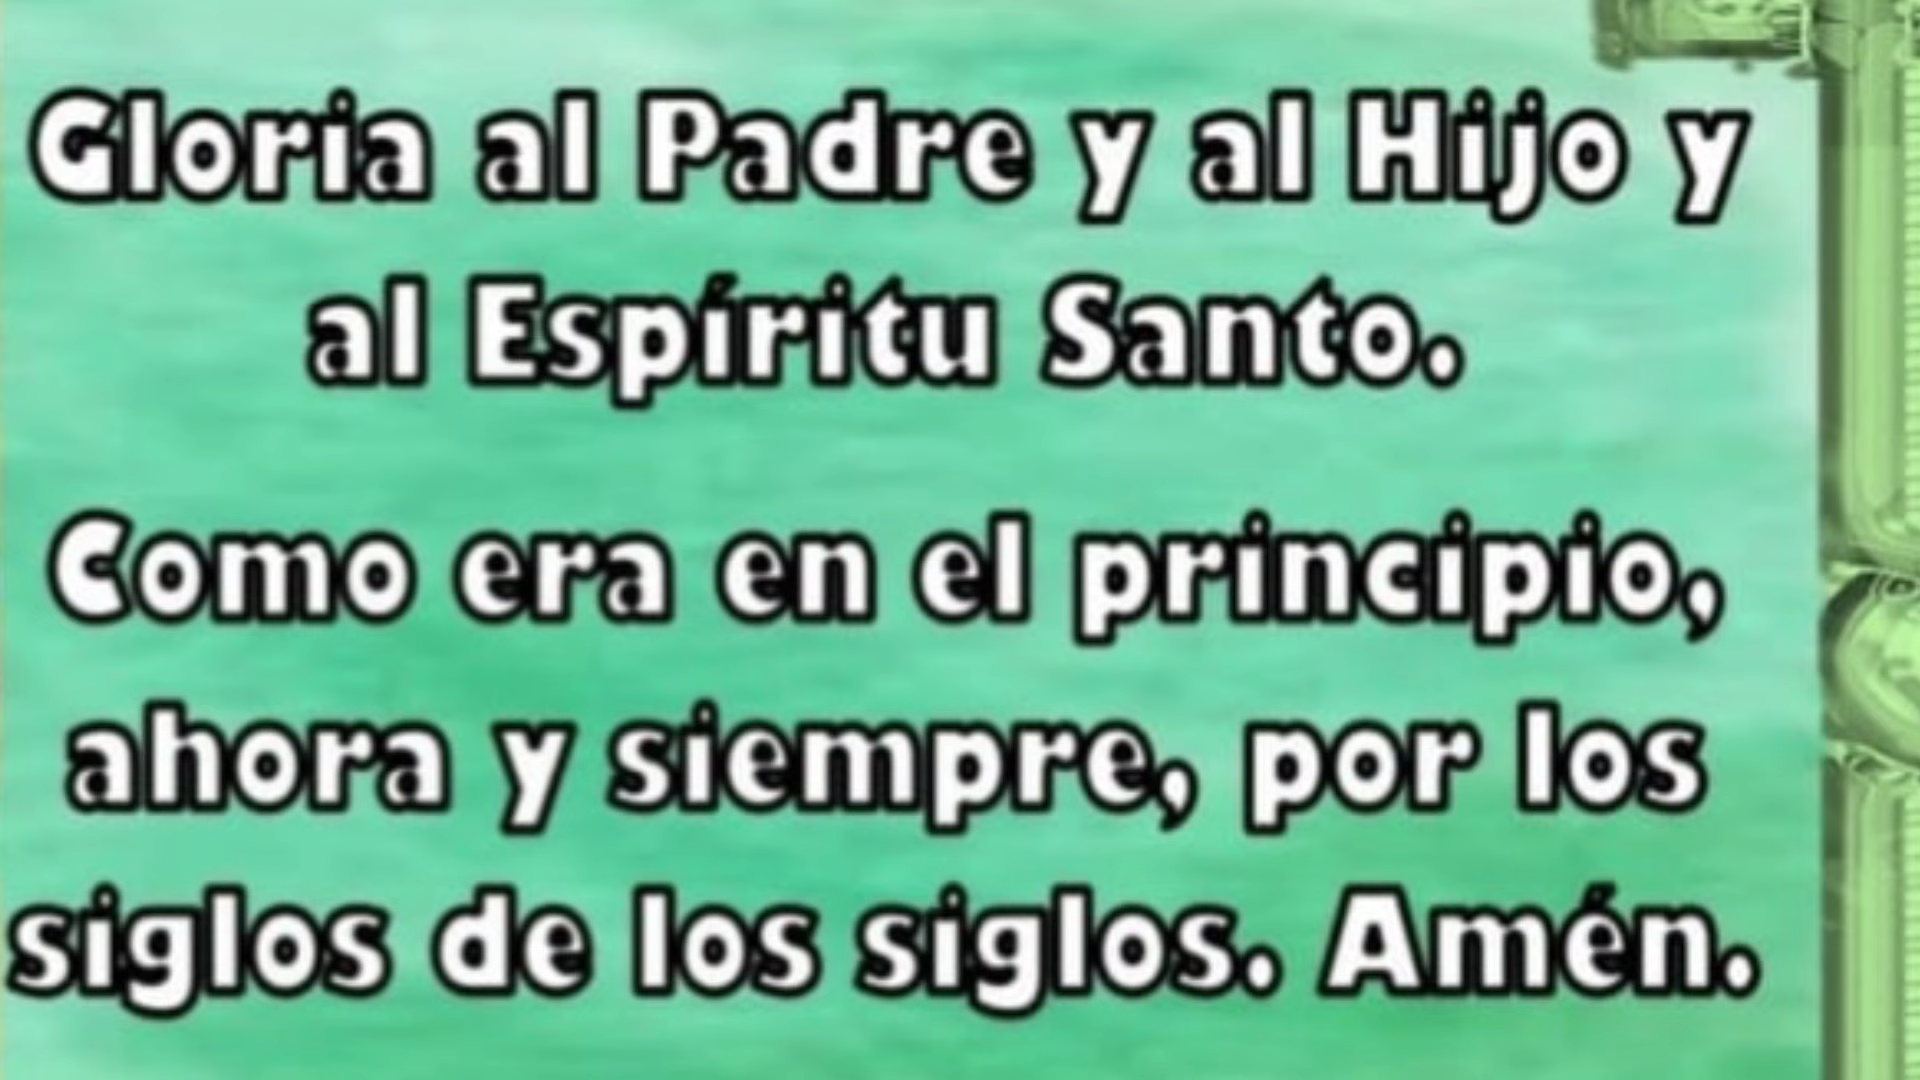 Gloria al Padre y al Hijo y
al Espíritu Santo.
Como era en el principio,
ahora y siempre, por los
siglos de los siglos. Amén.